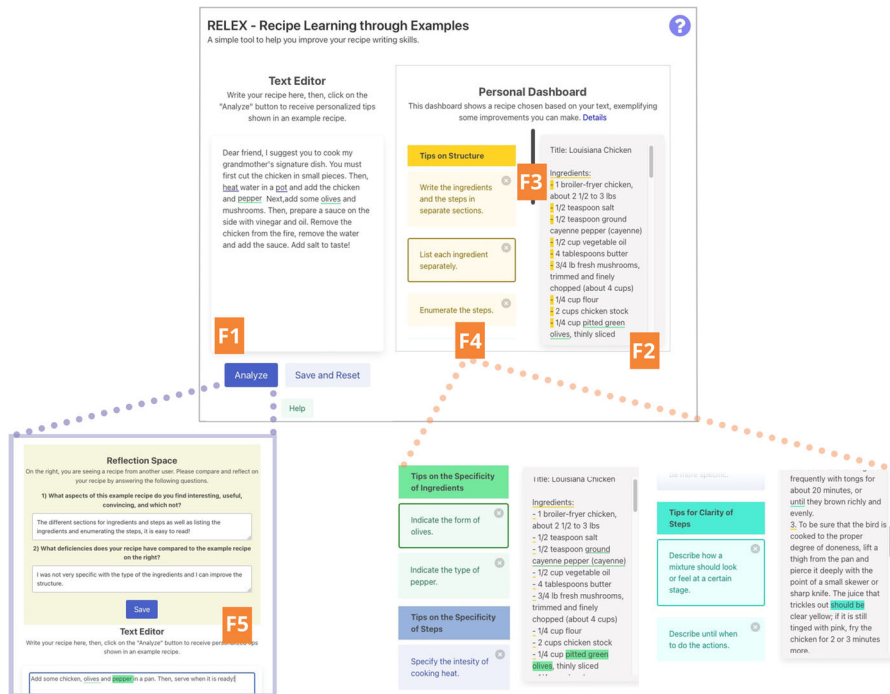 RELEX - Recipe Learning through Examples
A simple tool to help you improve your recipe writing skills.
?
Text Editor
Write your recipe here, then, click on the
"Analyze" button to receive personalized tips
shown in an example recipe.
Dear friend, I suggest you to cook my
grandmother's signature dish. You must
first cut the chicken in small pieces. Then,
heat water in a pot and add the chicken
and pepper Next,add some olives and
mushrooms. Then, prepare a sauce on the
side with vinegar and oil. Remove the
chicken from the fire, remove the water
and add the sauce. Add salt to taste!
F1
Analyze
Save and Reset
Help
Personal Dashboard
This dashboard shows a recipe chosen based on your text, exemplifying
some improvements you can make. Details
Tips on Structure
Write the ingredients
and the steps in
separate sections.
List each ingredient
separately.
Enumerate the steps.
F4
F3
Title: Louisiana Chicken
Ingredients:
- 1 broiler-fryer chicken,
about 2 1/2 to 3 lbs
- 1/2 teaspoon salt
- 1/2 teaspoon ground
cayenne pepper (cayenne)
- 1/2 cup vegetable oil
- 4 tablespoons butter
- 3/4 lb fresh mushrooms,
trimmed and finely
chopped (about 4 cups)
- 1/4 cup flour
- 2 cups chicken stock
- 1/4 cup pitted green
olives, thinly sliced
F2
Reflection Space
On the right, you are seeing a recipe from another user. Please compare and reflect on
your recipe by answering the following questions.
1) What aspects of this example recipe do you find interesting, useful,
convincing, and which not?
The different sections for ingredients and steps as well as listing the
ingredients and enumerating the steps, it is easy to read!
2) What deficiencies does your recipe have compared to the example recipe
on the right?
I was not very specific with the type of the ingredients and I can improve the
structure.
Save
F5
Text Editor
Write your recipe here, then, click on the "Analyze" button to receive personalized tips
shown in an example recipe.
Add some chicken, olives and pepper in a pan. Then, serve when it is ready!
Tips on the Specificity
of Ingredients
Indicate the form of
olives.
Indicate the type of
pepper.
Tips on the Specificity
of Steps
Specify the intesity of
cooking heat.
Title: Louisiana Chicken
Ingredients:
- 1 broiler-fryer chicken,
about 2 1/2 to 3 lbs
- 1/2 teaspoon salt
- 1/2 teaspoon ground
cayenne pepper (cayenne)
- 1/2 cup vegetable oil
- 4 tablespoons butter
- 3/4 lb fresh mushrooms,
trimmed and finely
chopped (about 4 cups)
- 1/4 cup flour
- 2 cups chicken stock
- 1/4 cup pitted green
olives, thinly sliced
be more specific.
Tips for Clarity of
Steps
Describe how a
mixture should look
or feel at a certain
stage.
Describe until when
to do the actions.
frequently with tongs for
about 20 minutes, or
until they brown richly and
evenly.
3. To be sure that the bird is
cooked to the proper
degree of doneness, lift a
thigh from the pan and
pierce it deeply with the
point of a small skewer or
sharp knife. The juice that
trickles out should be
clear yellow; if it is still
tinged with pink, fry the
chicken for 2 or 3 minutes
more.